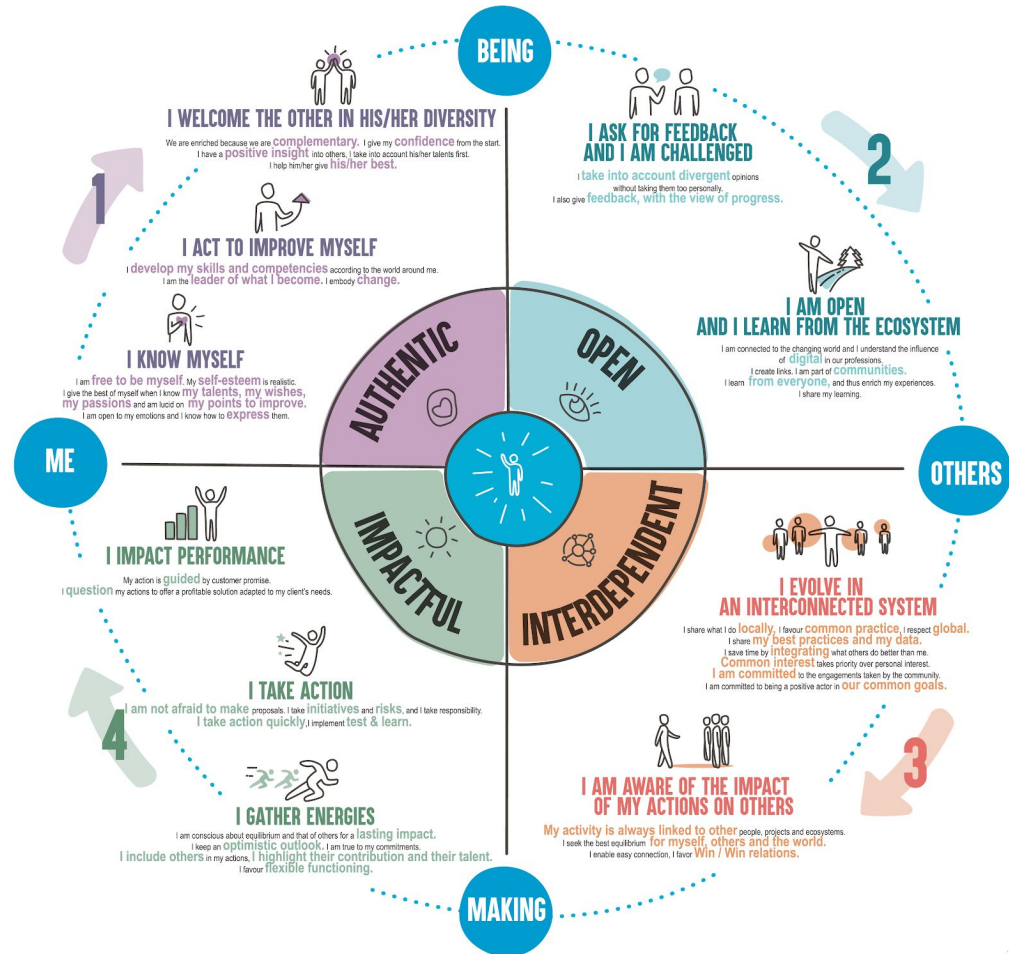 BEING
I WELCOME THE OTHER IN HIS/HER DIVERSITY
We are enriched because we are complementary. I give my confidence from the start.
I have a positive insight into others, I take into account his/her talents first.
I help him/her give his/her best.
1
I ACT TO IMPROVE MYSELF
I develop my skills and competencies according to the world around me.
I am the leader of what I become. I embody change.
I KNOW MYSELF
I am free to be myself. My self-esteem is realistic.
I give the best of myself when I know my talents, my wishes,
my passions and am lucid on my points to improve.
I am open to my emotions and I know how to express them.
I ASK FOR FEEDBACK
AND I AM CHALLENGED
I take into account divergent opinions
without taking them too personally.
I also give feedback, with the view of progress.
2
I AM OPEN
AND I LEARN FROM THE ECOSYSTEM
I am connected to the changing world and I understand the influence
of digital in our professions.
I create links. I am part of communities.
I learn from everyone, and thus enrich my experiences.
I share my learning.
AUTHENTIC
OPEN
ME
OTHERS
IMPACTFUL
INTERDEPENDENT
I IMPACT PERFORMANCE
My action is guided by customer promise.
I question my actions to offer a profitable solution adapted to my client's needs.
I TAKE ACTION
I am not afraid to make proposals. I take initiatives and risks, and I take responsibility.
I take action quickly,I implement test & learn.
4
I GATHER ENERGIES
I am conscious about equilibrium and that of others for a lasting impact.
I keep an optimistic outlook. I am true to my commitments.
I include others in my actions, I highlight their contribution and their talent.
I favour flexible functioning.
I EVOLVE IN
AN INTERCONNECTED SYSTEM
I share what I do locally, I favour common practice, I respect global.
I share my best practices and my data.
I save time by integrating what others do better than me.
Common interest takes priority over personal interest.
I am committed to the engagements taken by the community.
I am committed to being a positive actor in our common goals.
3
I AM AWARE OF THE IMPACT
OF MY ACTIONS ON OTHERS
My activity is always linked to other people, projects and ecosystems.
I seek the best equilibrium for myself, others and the world.
I enable easy connection, I favor Win / Win relations.
MAKING